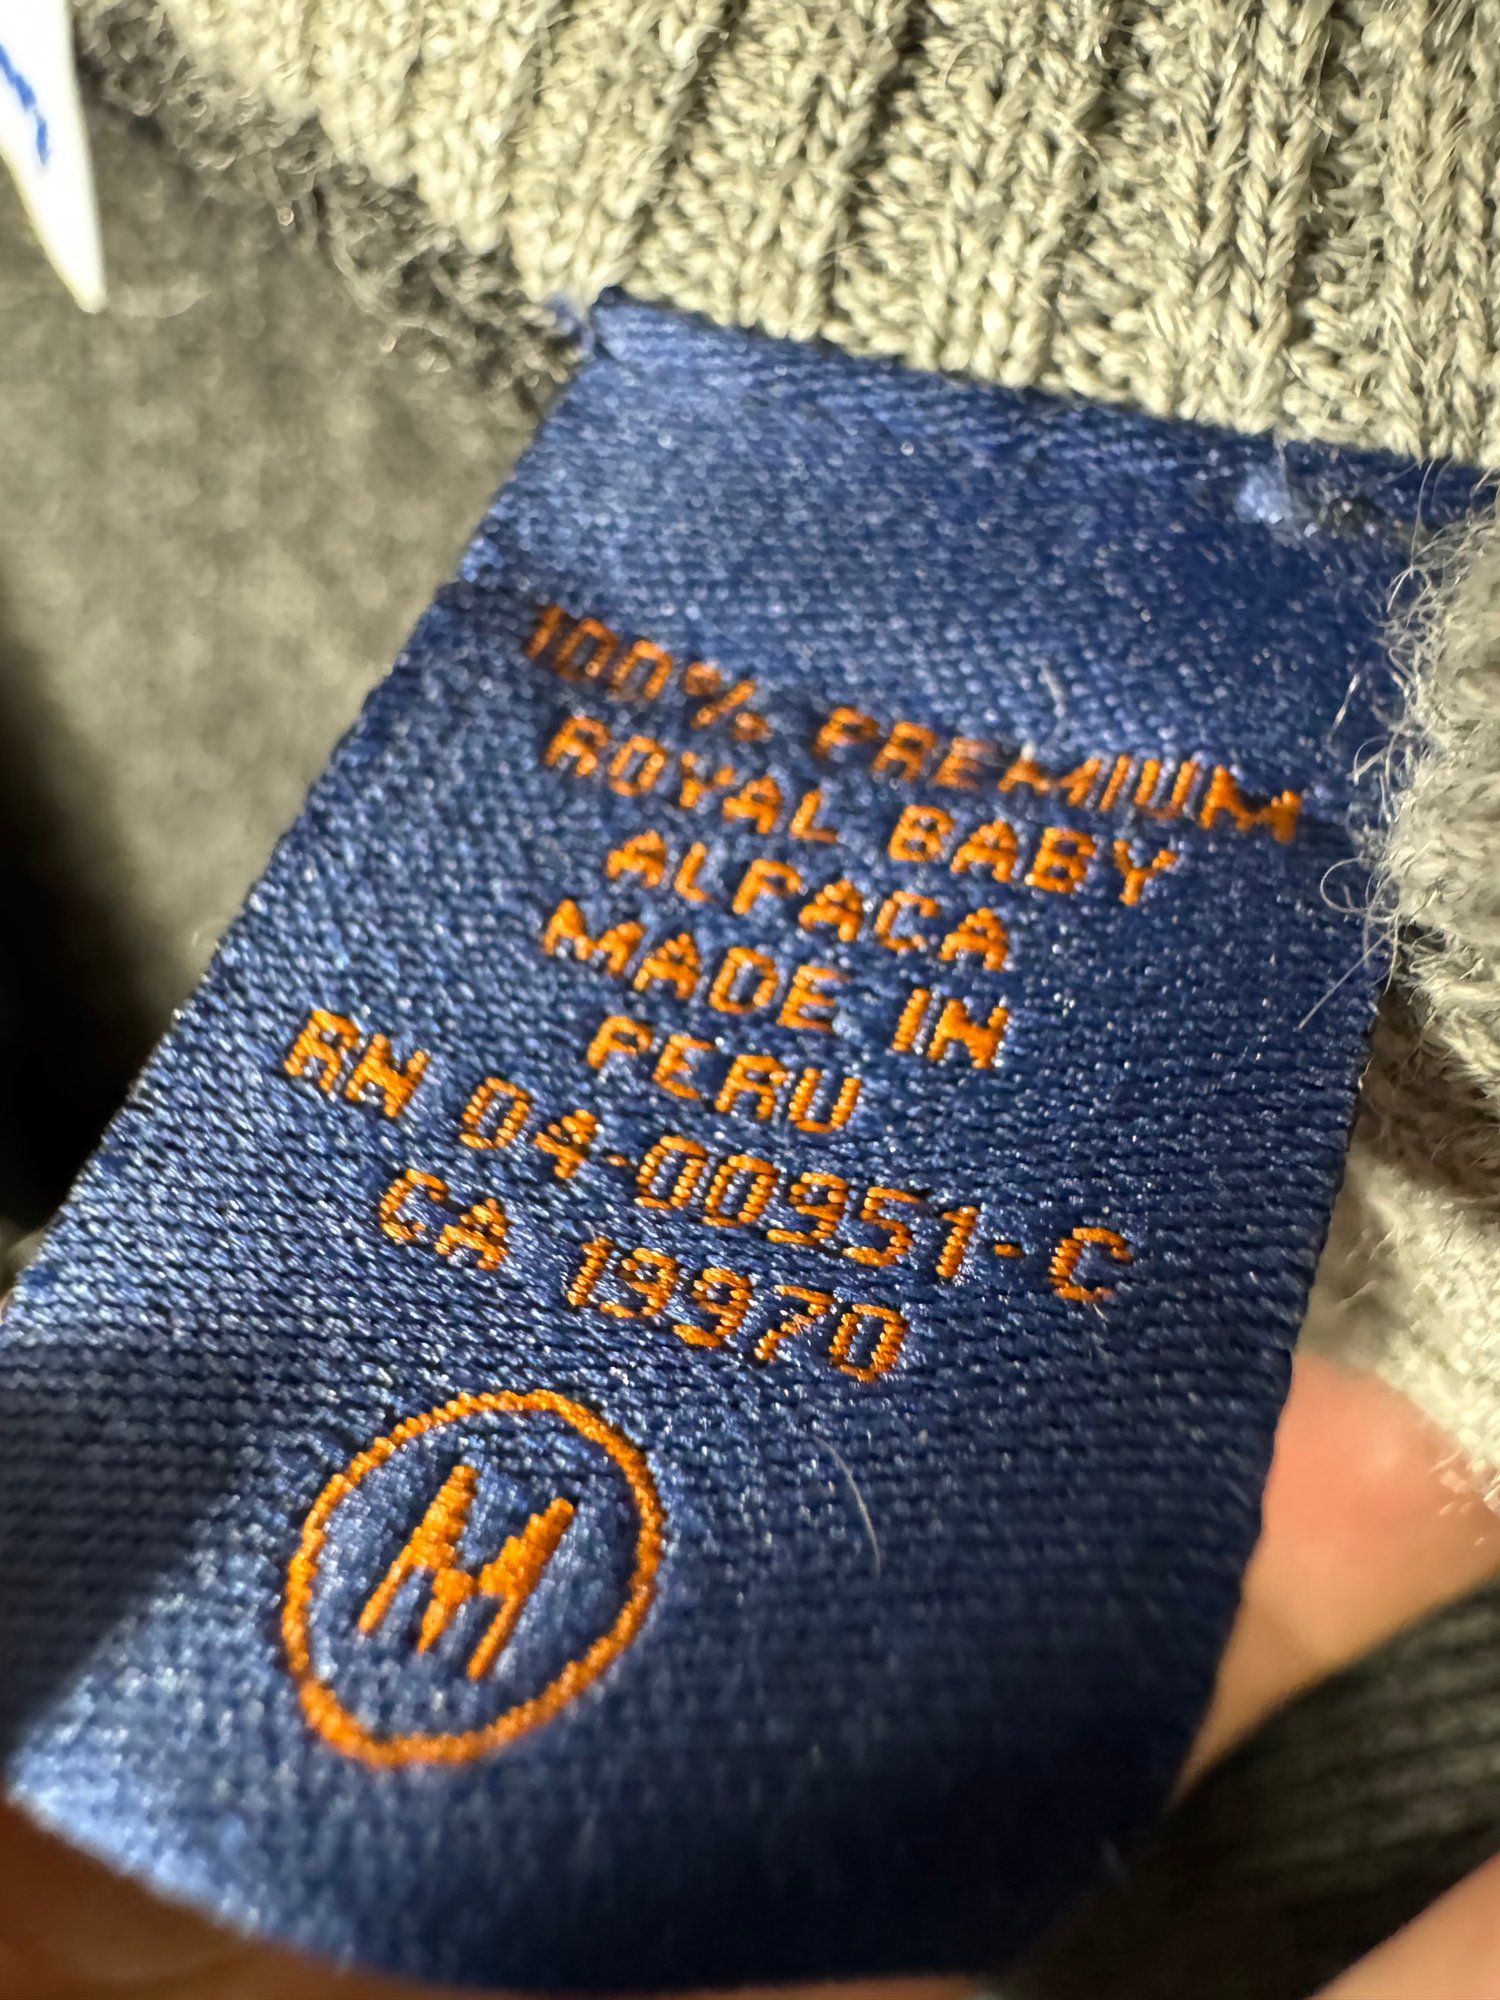 100% PREMIUM
ROYAL BABY
ALPACA
MADE IN
PERU
RN 04-00951-C
CA 19970
M